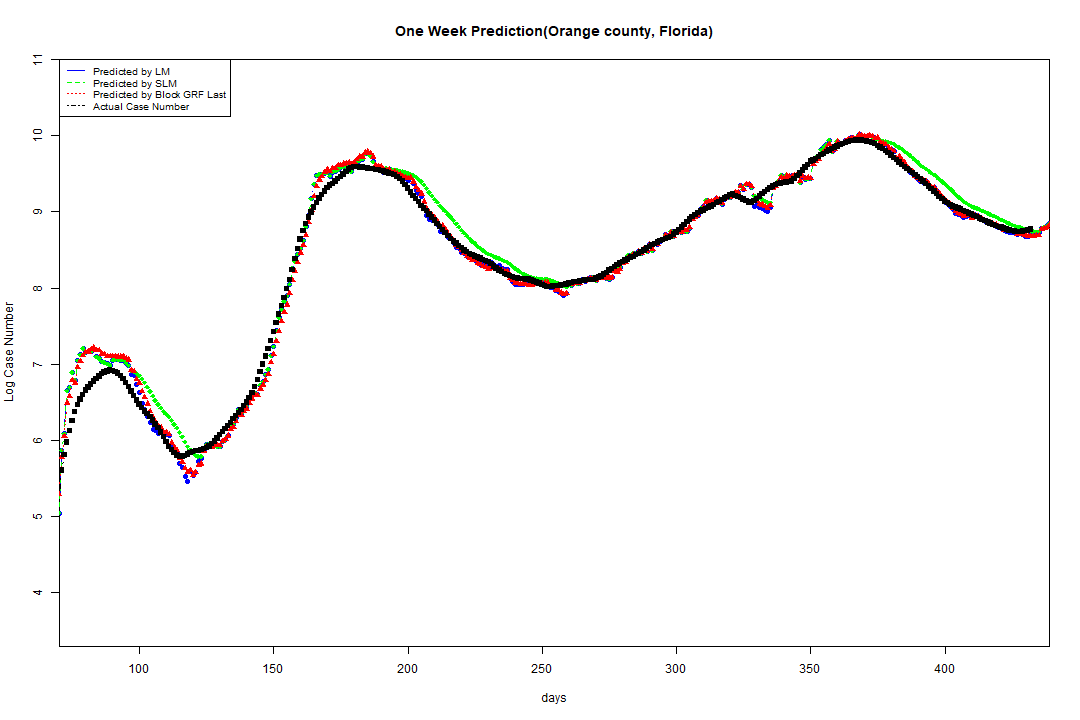 One Week Prediction(Orange county, Florida)
Predicted by LM
Predicted by SLM
Predicted by Block GRF Last
Actual Case Number
11
10
9
8
7
6
5
4
Log Case Number
100 150 200 250 300 350 400
days